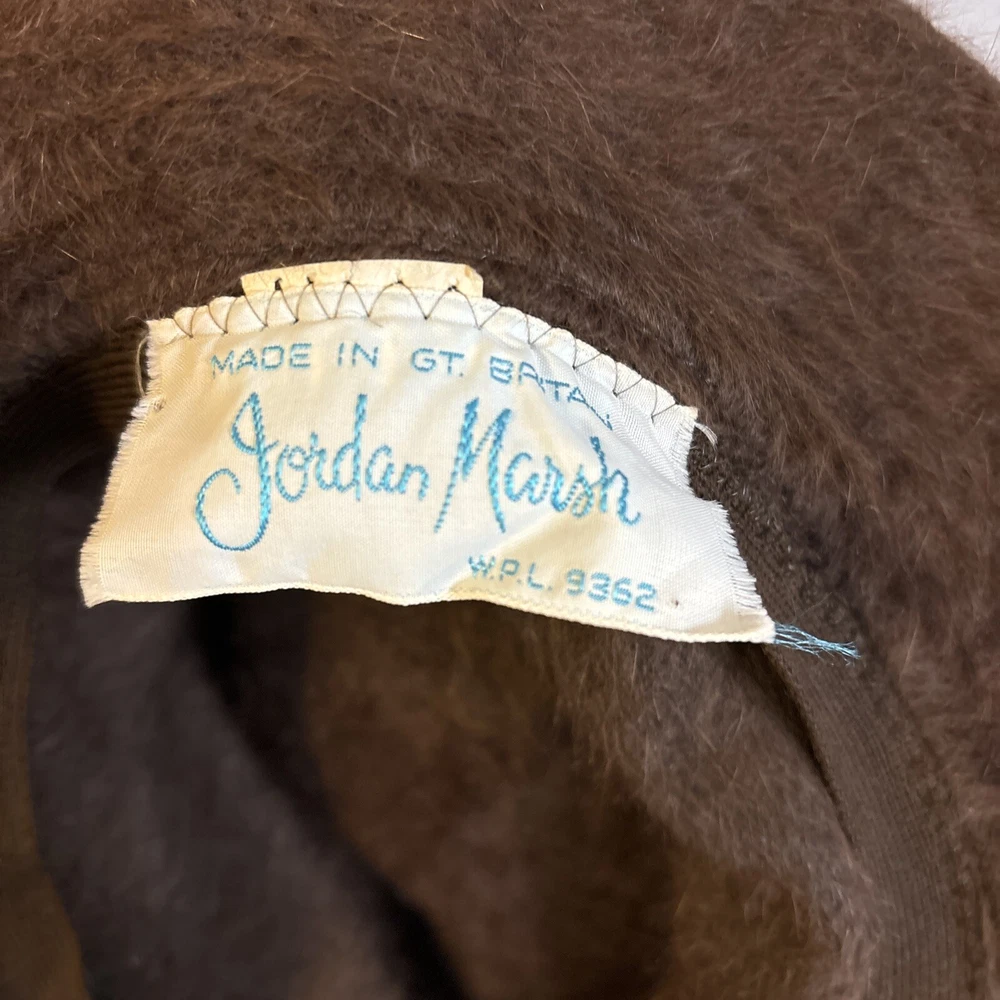 MADE IN GT. BRITAIN
Jordan Marsh
W.P.L. 9362